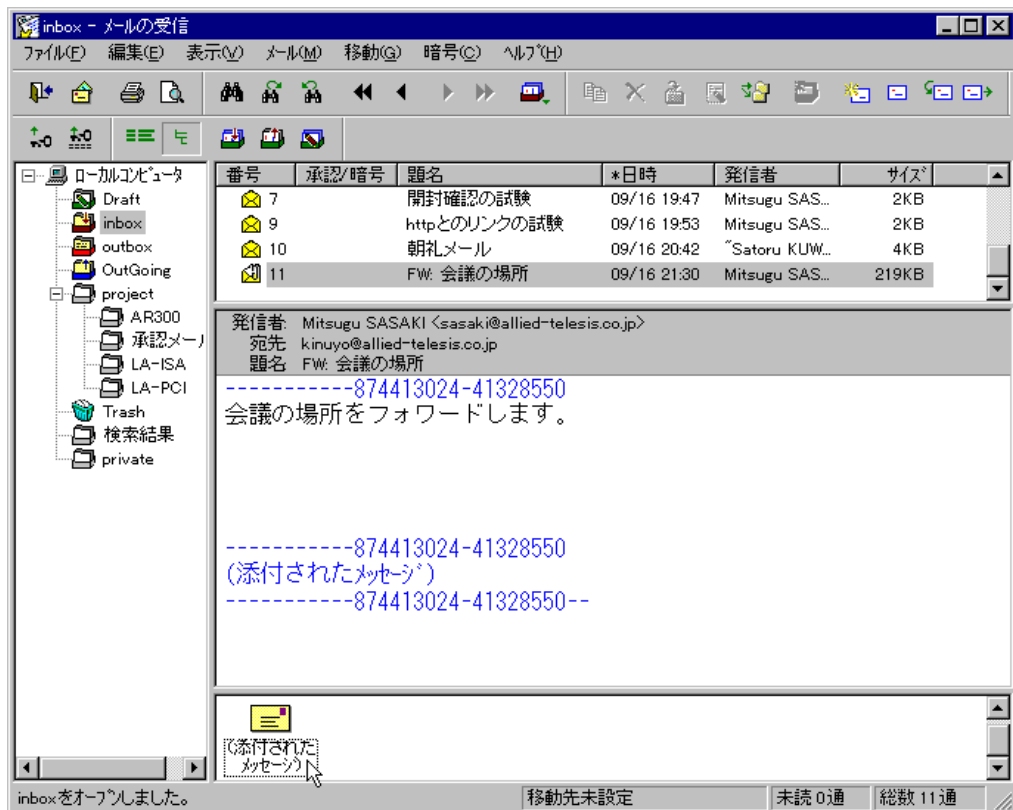 inbox - メールの受信
ファイル(F) 編集(E) 表示(V) メール(M) 移動(G) 暗号(C) ヘルプ(H)
ローカルコンピュータ
Draft
inbox
outbox
OutGoing
project
AR300
承認メール
LA-ISA
LA-PCI
Trash
検索結果
private
番号 承認/暗号 題名 *日時 発信者 サイズ
7 開封確認の試験 09/16 19:47 Mitsugu SAS... 2KB
9 httpとのリンクの試験 09/16 19:53 Mitsugu SAS... 2KB
10 朝礼メール 09/16 20:42 ~Satoru KUW... 4KB
11 FW: 会議の場所 09/16 21:30 Mitsugu SAS... 219KB
発信者: Mitsugu SASAKI <sasaki@allied-telesis.co.jp>
宛先 kinuyo@allied-telesis.co.jp
題名 FW: 会議の場所
-----------874413024-41328550
会議の場所をフォワードします。
-----------874413024-41328550
(添付されたメッセージ)
-----------874413024-41328550--
(添付された
メッセージ)
inboxをオープンしました。 移動先未設定 未読 0通 総数 11通